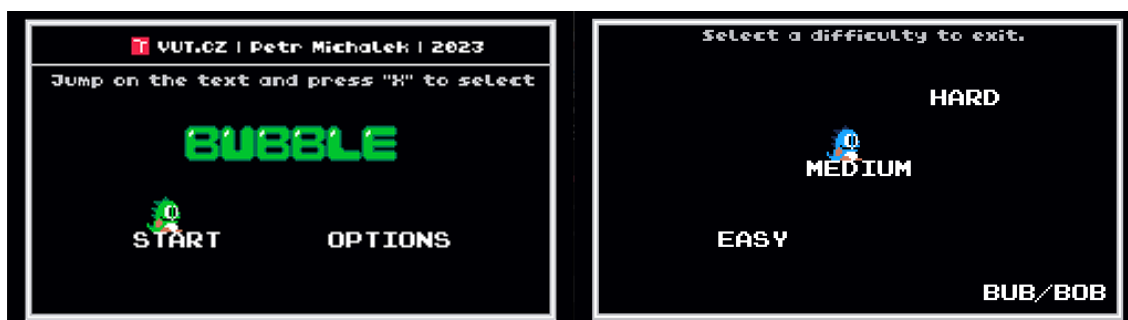 T VUT.CZ | Petr Michalek | 2023
Jump on the text and press "X" to select
BUBBLE
START OPTIONS
Select a difficulty to exit.
HARD
MEDIUM
EASY
BUB/BOB